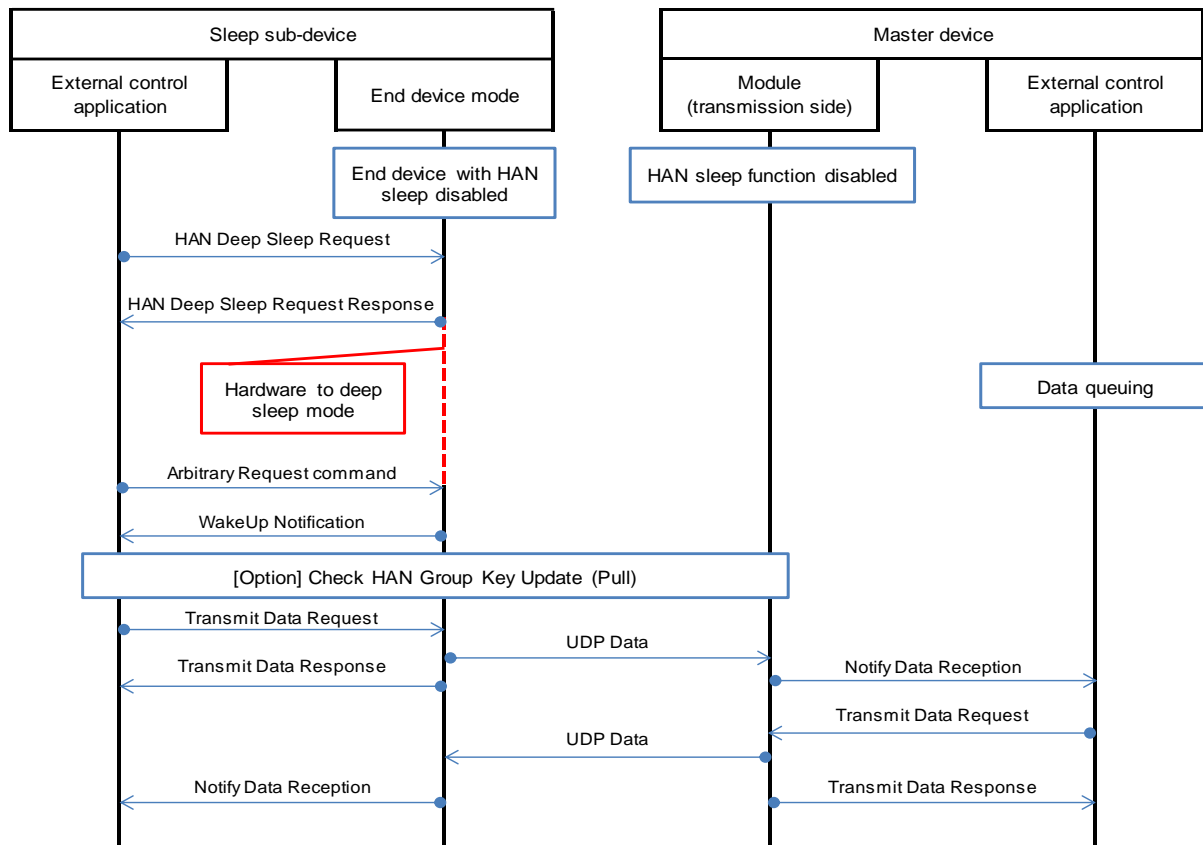 Sleep sub-device
Master device
External control
application
End device mode
Module
(transmission side)
External control
application
End device with HAN
sleep disabled
HAN sleep function disabled
HAN Deep Sleep Request
HAN Deep Sleep Request Response
Hardware to deep
sleep mode
Data queuing
Arbitrary Request command
WakeUp Notification
[Option] Check HAN Group Key Update (Pull)
Transmit Data Request
UDP Data
Transmit Data Response
Notify Data Reception
Transmit Data Request
UDP Data
Notify Data Reception
Transmit Data Response